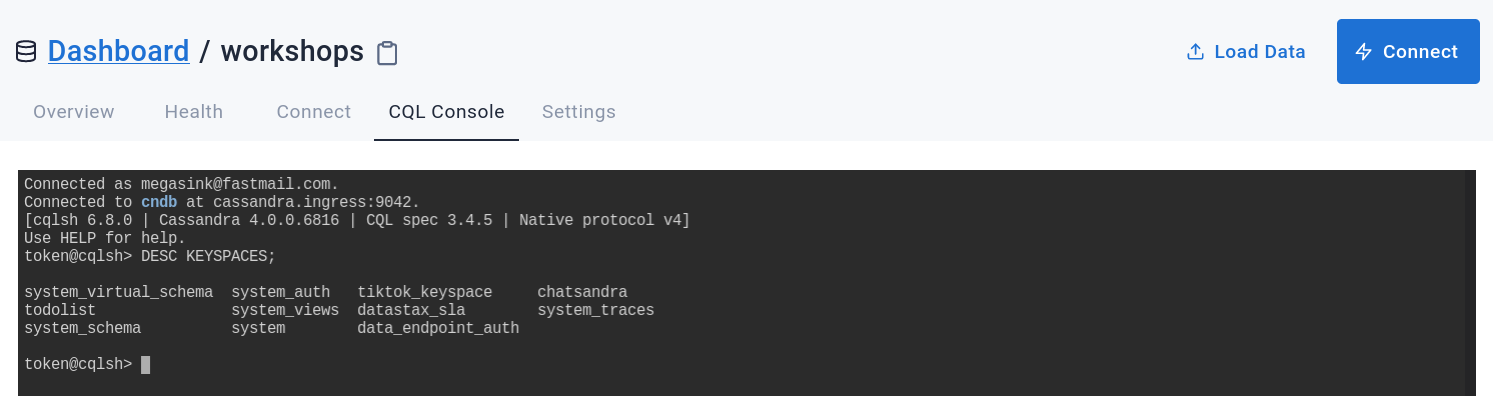 Dashboard / workshops
Load Data
Connect
Overview Health Connect CQL Console Settings
Connected as megasink@fastmail.com.
Connected to cndb at cassandra.ingress:9042.
[cqlsh 6.8.0 | Cassandra 4.0.0.6816 | CQL spec 3.4.5 | Native protocol v4]
Use HELP for help.
token@cqlsh> DESC KEYSPACES;
system_virtual_schema  system_auth   tiktok_keyspace     chatsandra
todolist               system_views  datastax_sla        system_traces
system_schema          system        data_endpoint_auth
token@cqlsh>